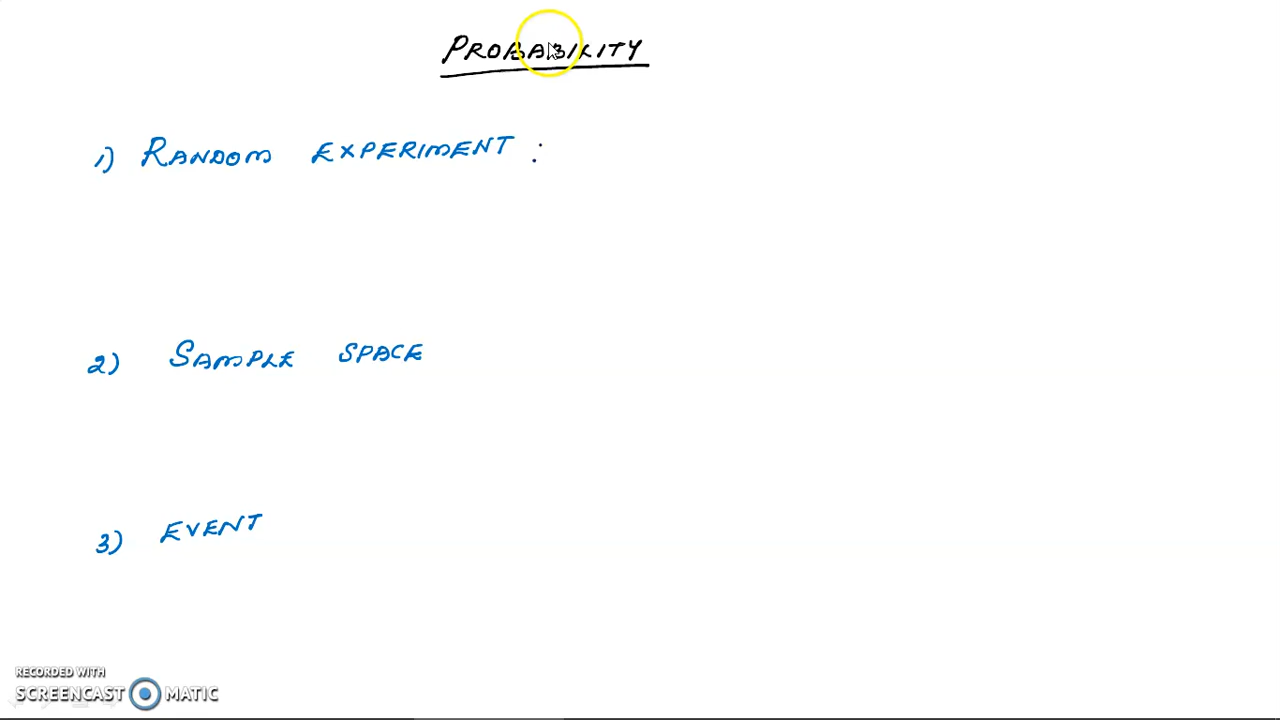 PROBABILITY
1) RANDOM EXPERIMENT :
2) SAMPLE SPACE
3) EVENT
RECORDED WITH
SCREENCAST MATIC